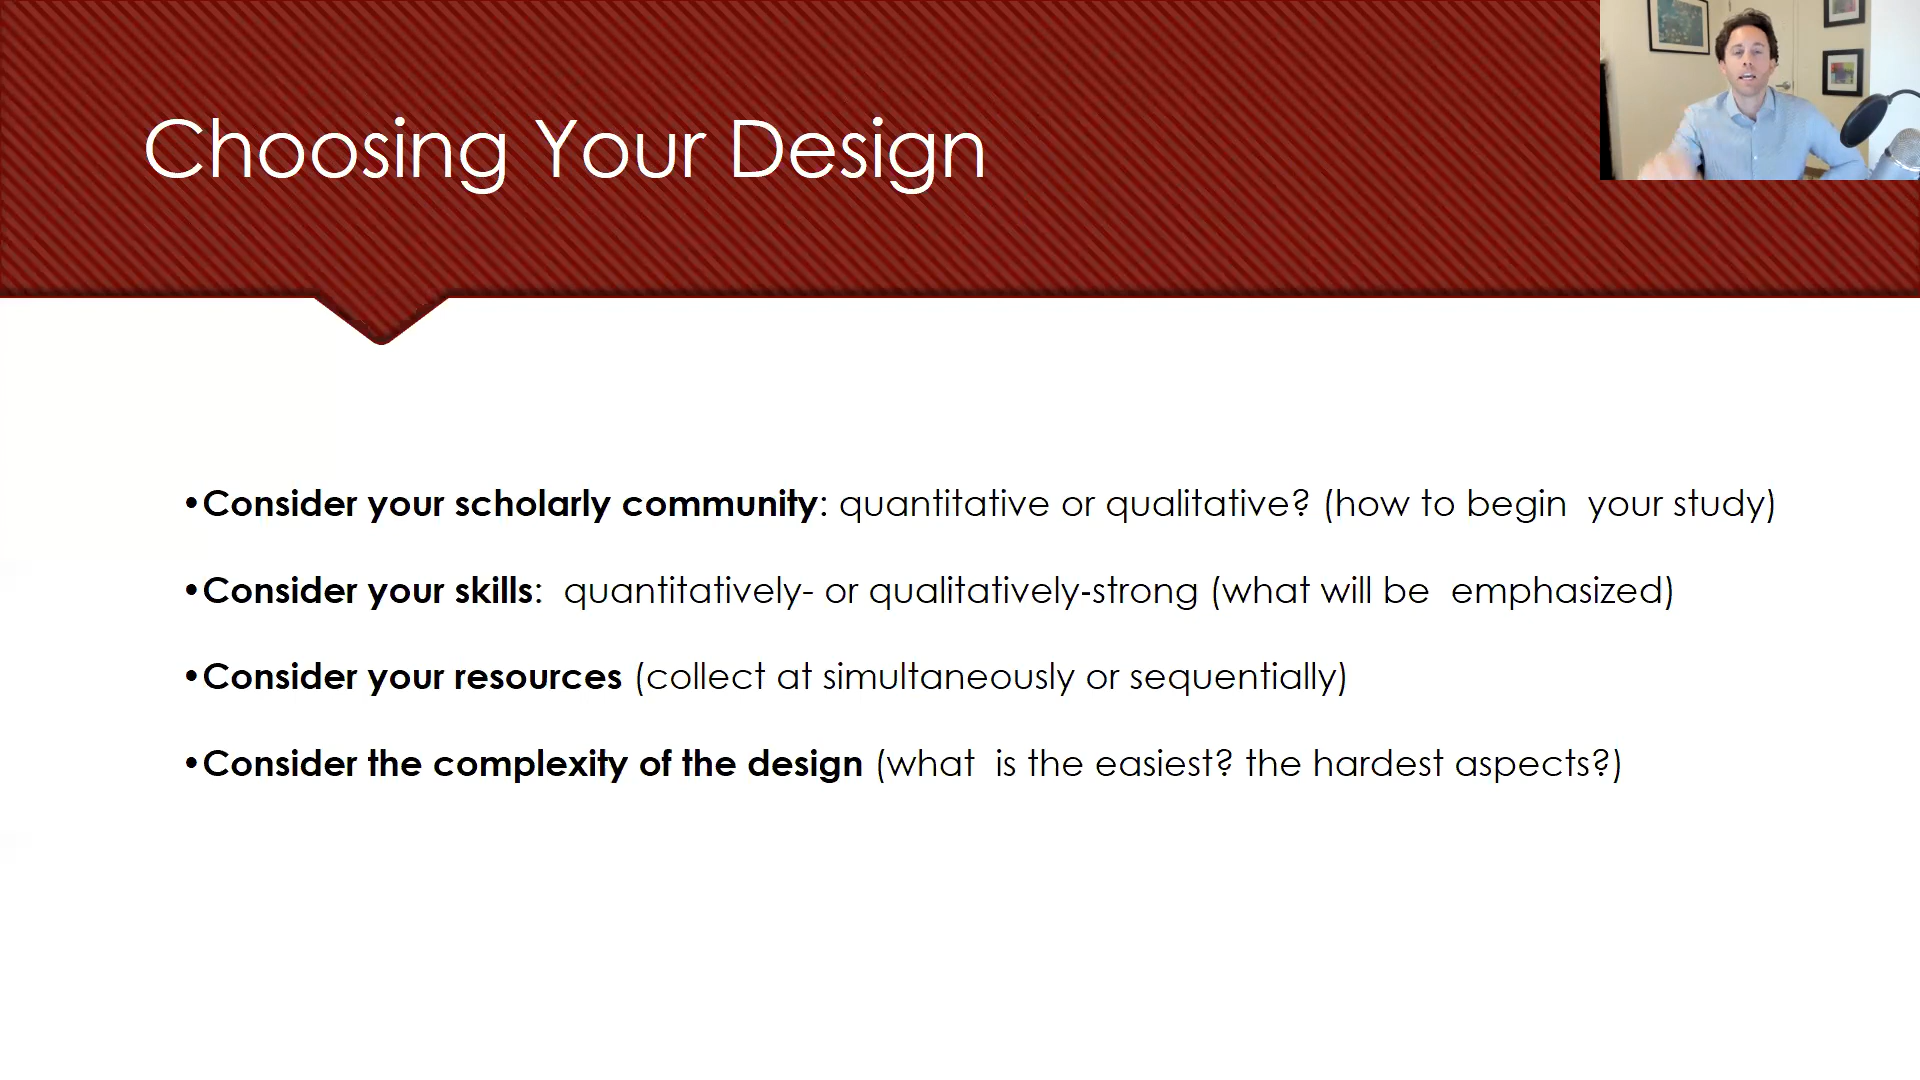 Choosing Your Design
•Consider your scholarly community: quantitative or qualitative? (how to begin  your study)
•Consider your skills:  quantitatively- or qualitatively-strong (what will be  emphasized)
•Consider your resources (collect at simultaneously or sequentially)
•Consider the complexity of the design (what  is the easiest? the hardest aspects?)